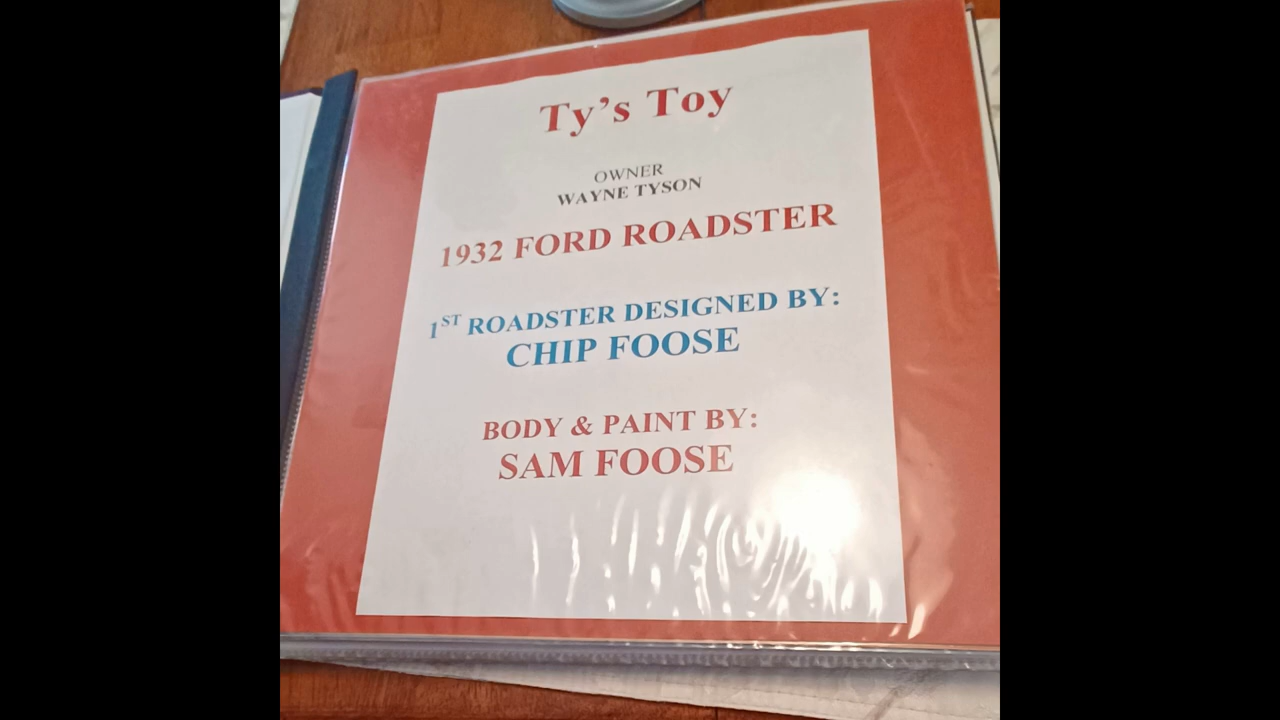 Ty's Toy
OWNER
WAYNE TYSON
1932 FORD ROADSTER
1ST ROADSTER DESIGNED BY:
CHIP FOOSE
BODY & PAINT BY:
SAM FOOSE